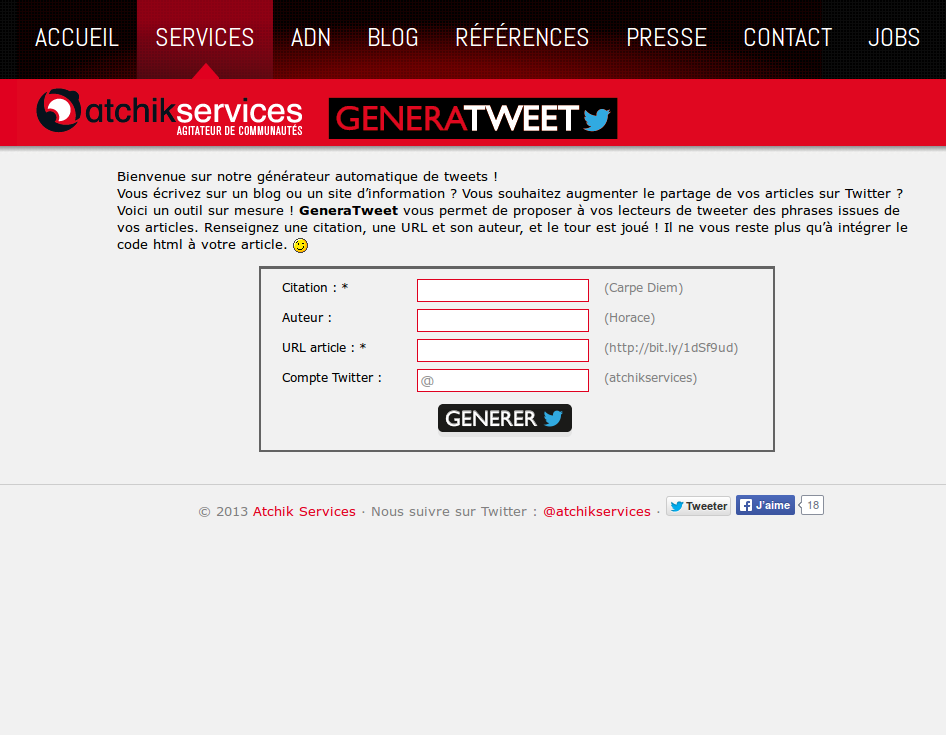 ACCUEIL SERVICES ADN BLOG RÉFÉRENCES PRESSE CONTACT JOBS
atchikservices
AGITATEUR DE COMMUNAUTÉS
GENERATWEET
Bienvenue sur notre générateur automatique de tweets !
Vous écrivez sur un blog ou un site d’information ? Vous souhaitez augmenter le partage de vos articles sur Twitter ?
Voici un outil sur mesure ! GeneraTweet vous permet de proposer à vos lecteurs de tweeter des phrases issues de
vos articles. Renseignez une citation, une URL et son auteur, et le tour est joué ! Il ne vous reste plus qu’à intégrer le
code html à votre article.
Citation : * (Carpe Diem)
Auteur : (Horace)
URL article : * (http://bit.ly/1dSf9ud)
Compte Twitter : @ (atchikservices)
GENERER
© 2013 Atchik Services · Nous suivre sur Twitter : @atchikservices · Tweeter J'aime 18